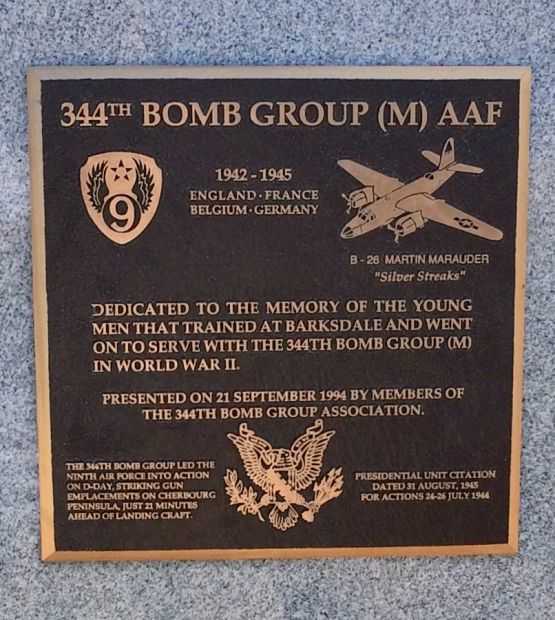 344TH BOMB GROUP (M) AAF
9
1942 - 1945
ENGLAND · FRANCE
BELGIUM · GERMANY
B - 26 MARTIN MARAUDER
"Silver Streaks"
DEDICATED TO THE MEMORY OF THE YOUNG
MEN THAT TRAINED AT BARKSDALE AND WENT
ON TO SERVE WITH THE 344TH BOMB GROUP (M)
IN WORLD WAR II.
PRESENTED ON 21 SEPTEMBER 1994 BY MEMBERS OF
THE 344TH BOMB GROUP ASSOCIATION.
THE 344TH BOMB GROUP LED THE
NINTH AIR FORCE INTO ACTION
ON D-DAY, STRIKING GUN
EMPLACEMENTS ON CHERBOURG
PENINSULA, JUST 21 MINUTES
AHEAD OF LANDING CRAFT.
PRESIDENTIAL UNIT CITATION
DATED 31 AUGUST, 1945
FOR ACTIONS 24-26 JULY 1944